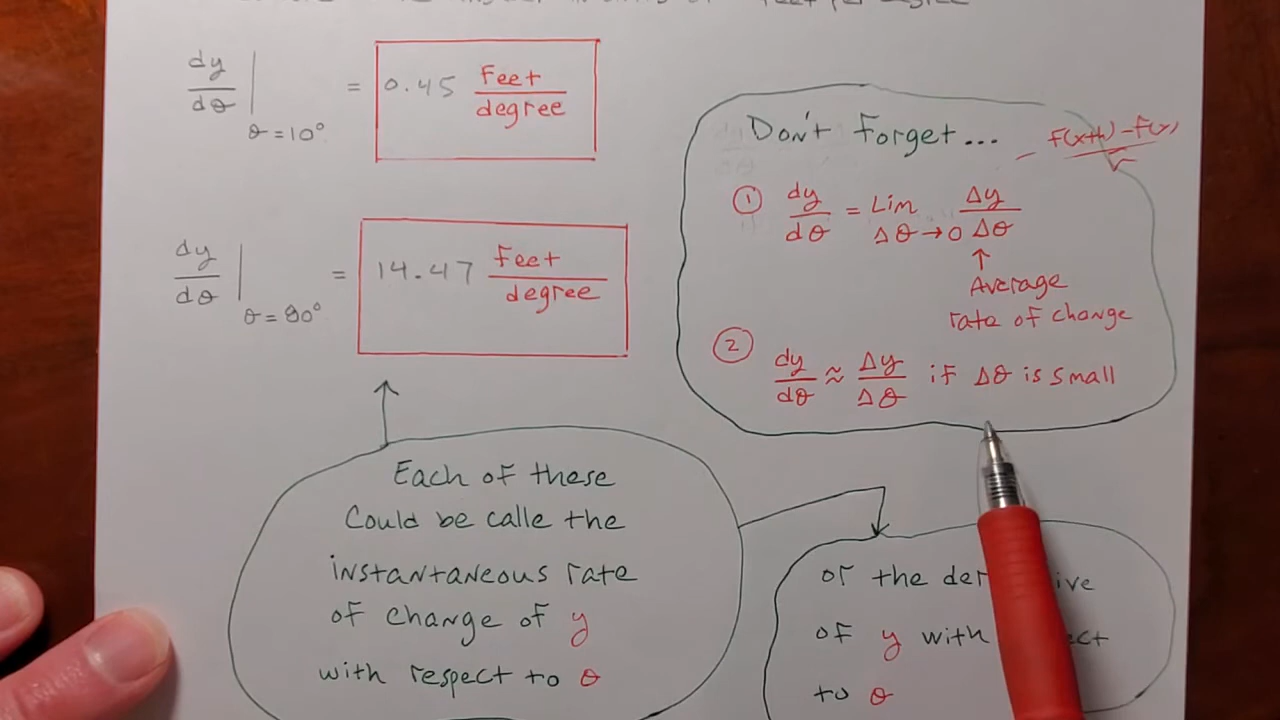 feet per degree
dy/dθ | θ=10° = 0.45 Feet/degree
dy/dθ | θ=80° = 14.47 Feet/degree
Don't Forget...
f(x+h)-f(x)
① dy/dθ = Lim Δθ→0 Δy/Δθ
↑
Average
rate of change
② dy/dθ ≈ Δy/Δθ if Δθ is small
Each of these
Could be calle the
instantaneous rate
of change of y
with respect to θ
or the
of y with
to θ